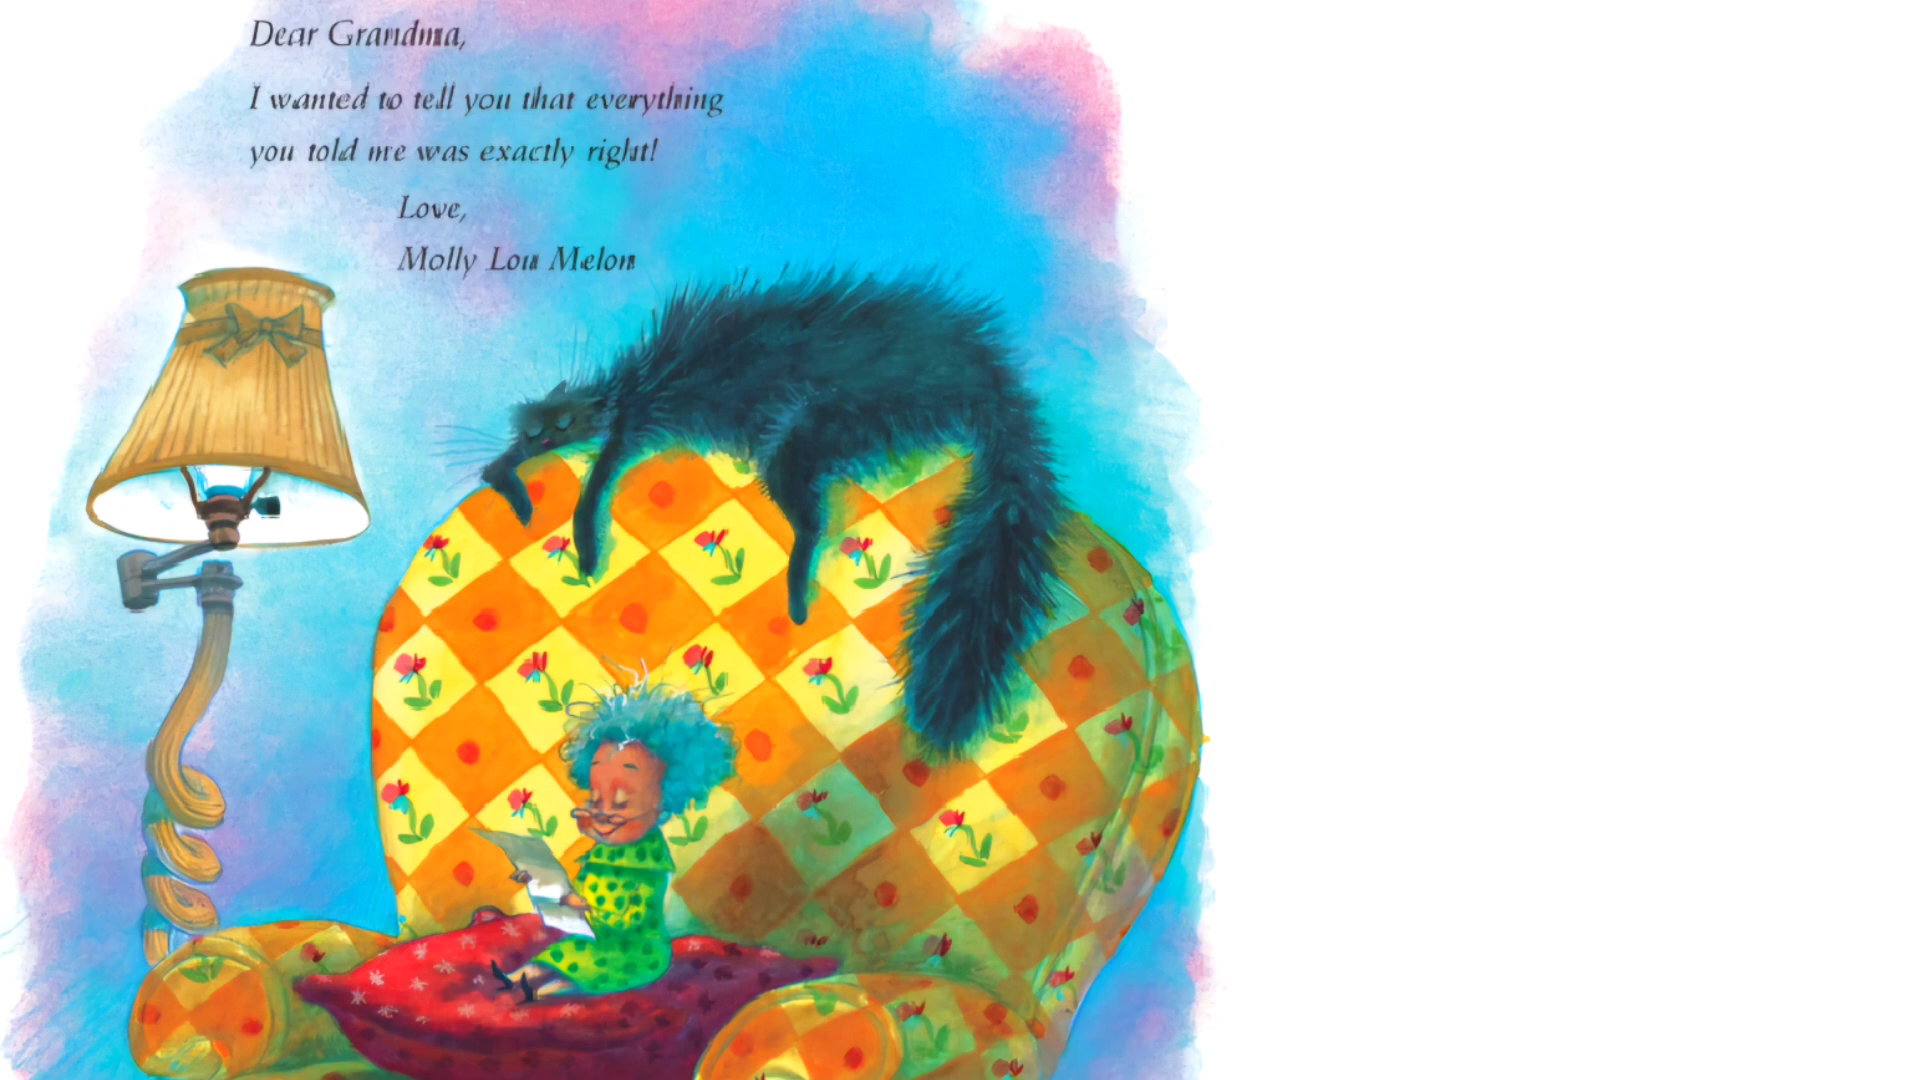 Dear Grandma,
I wanted to tell you that everything
you told me was exactly right!
Love,
Molly Lou Melon